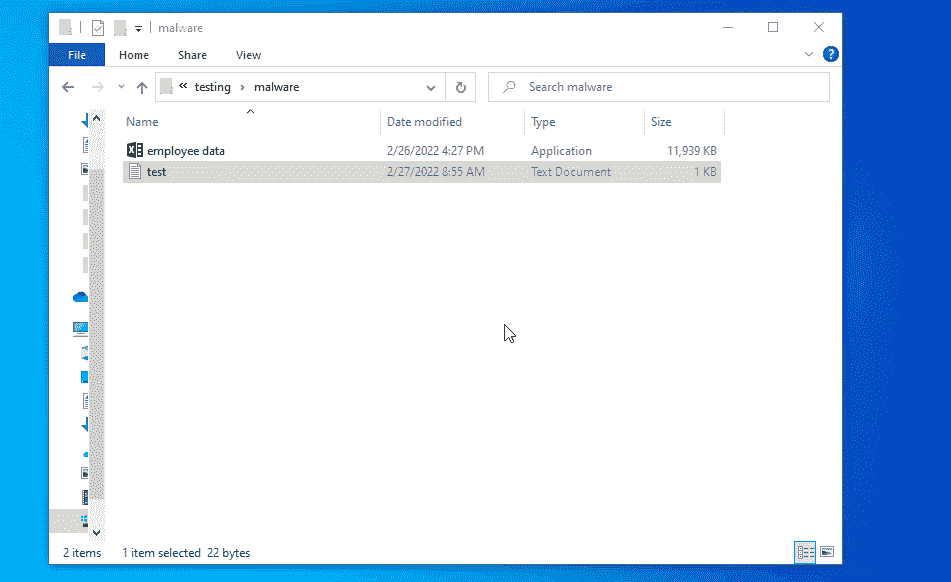 malware
File Home Share View
« testing › malware
Search malware
Name Date modified Type Size
employee data 2/26/2022 4:27 PM Application 11,939 KB
test 2/27/2022 8:55 AM Text Document 1 KB
2 items 1 item selected 22 bytes